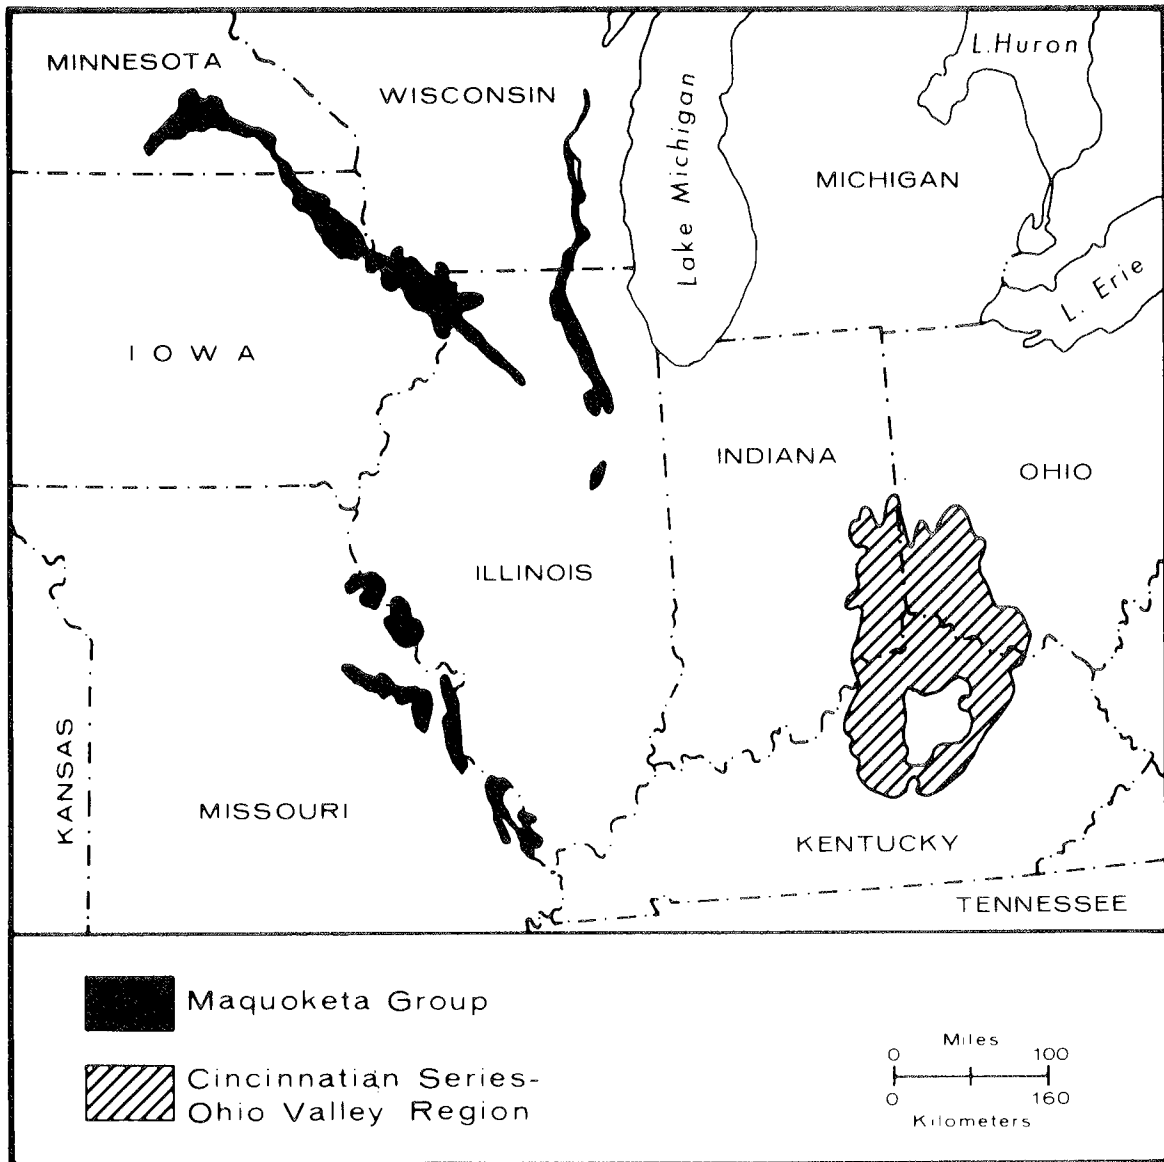 MINNESOTA
WISCONSIN
L. Huron
Lake Michigan
MICHIGAN
L. Erie
IOWA
INDIANA
OHIO
ILLINOIS
KANSAS
MISSOURI
KENTUCKY
TENNESSEE
Maquoketa Group
Cincinnatian Series-
Ohio Valley Region
Miles
0 100
0 160
Kilometers